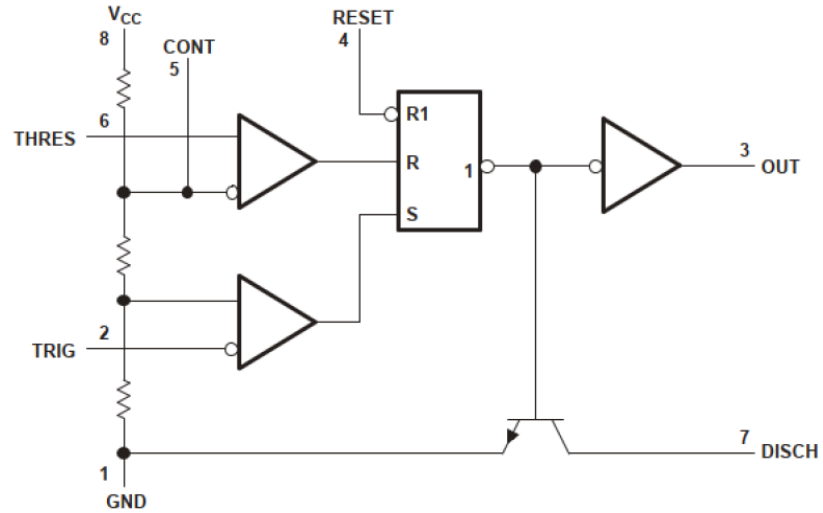 VCC
8
CONT
5
RESET
4
6
THRES
R1
R
1
S
3
OUT
2
TRIG
7
DISCH
1
GND